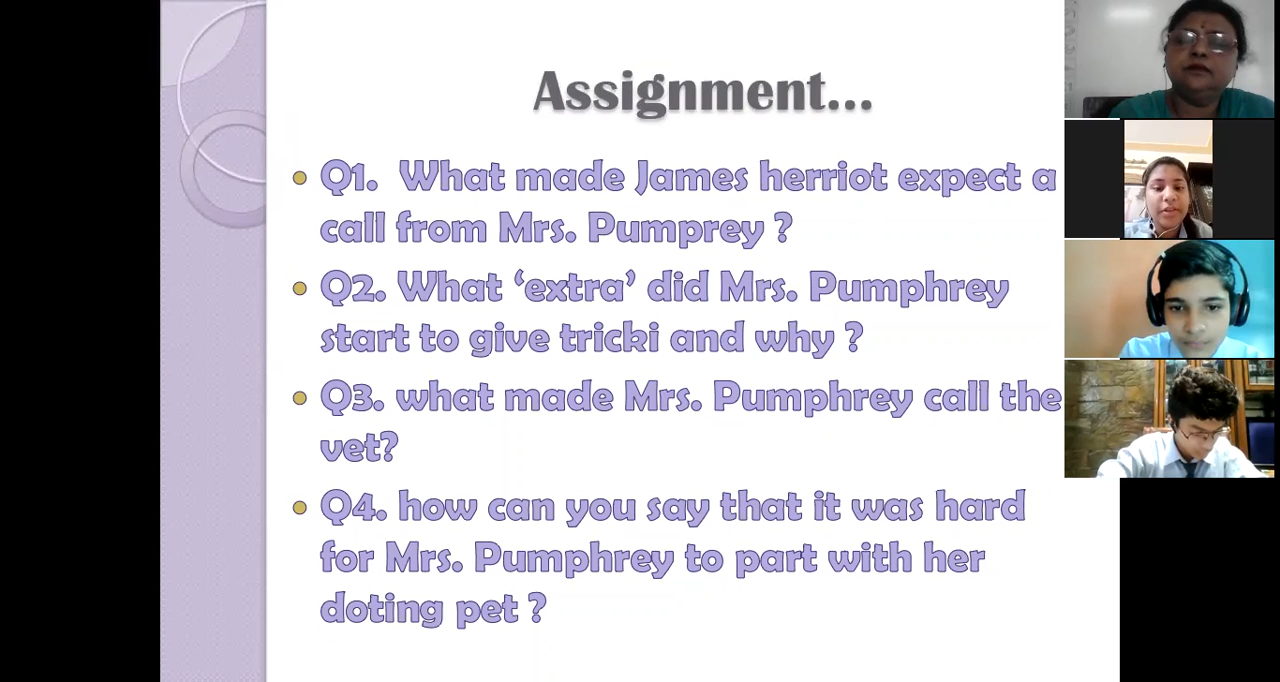 Assignment...
Q1. What made James herriot expect a
call from Mrs. Pumprey ?
Q2. What ‘extra’ did Mrs. Pumphrey
start to give tricki and why ?
Q3. what made Mrs. Pumphrey call the
vet?
Q4. how can you say that it was hard
for Mrs. Pumphrey to part with her
doting pet ?